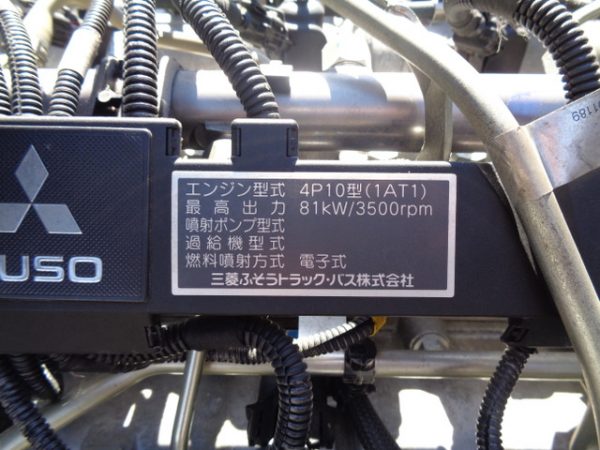 エンジン型式 4P10型(1AT1)
最高出力 81kW/3500rpm
噴射ポンプ型式
過給機型式
燃料噴射方式 電子式
三菱ふそうトラック・バス株式会社
USO
01189